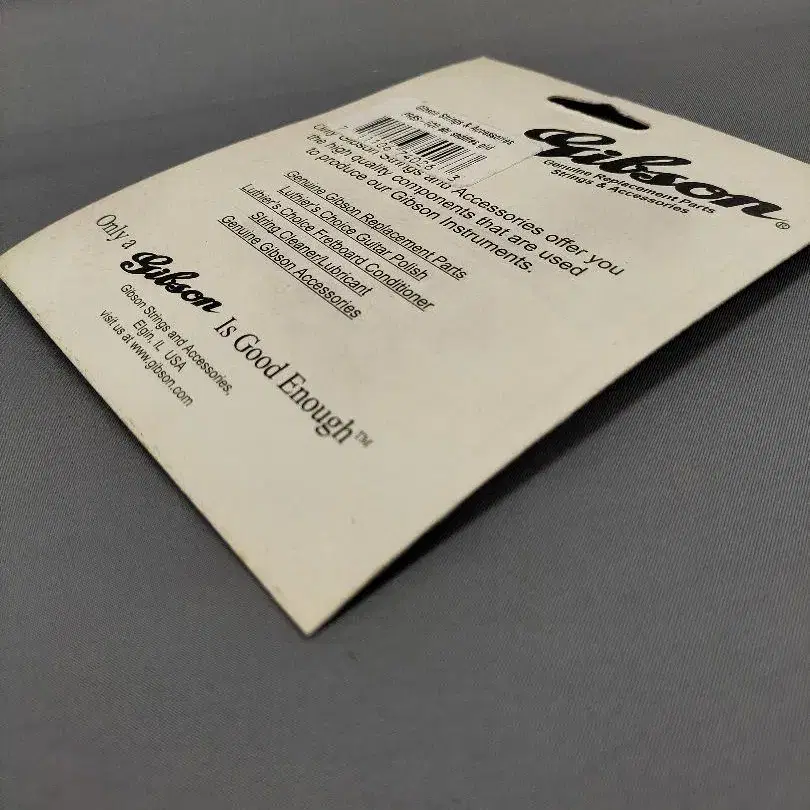 Gibson®
Genuine Replacement Parts
Strings & Accessories
Gibson Strings & Accessories
Only Gibson Strings and Accessories offer you
the high quality components that are used
to produce our Gibson Instruments.
Genuine Gibson Replacement Parts
Luthier's Choice Guitar Polish
Luthier's Choice Fretboard Conditioner
String Cleaner/Lubricant
Genuine Gibson Accessories
Only a Gibson Is Good Enough™
Gibson Strings and Accessories,
Elgin, IL USA
visit us at www.gibson.com